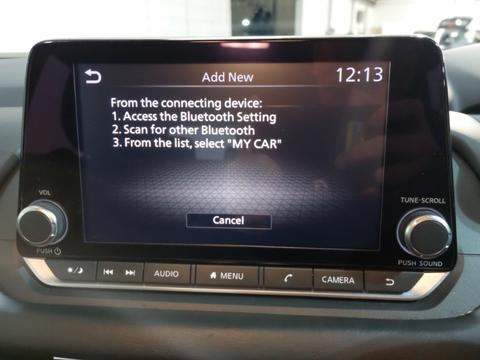 Add New
12:13
From the connecting device:
1. Access the Bluetooth Setting
2. Scan for other Bluetooth
3. From the list, select "MY CAR"
Cancel
VOL
PUSH
TUNE·SCROLL
PUSH SOUND
AUDIO
MENU
CAMERA